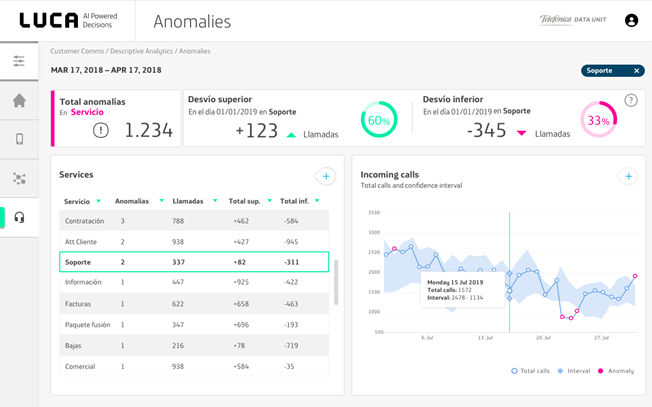 LUCA AI Powered Decisions
Anomalies
Telefónica DATA UNIT
Customer Comms / Descriptive Analytics / Anomalies
MAR 17, 2018 – APR 17, 2018
Soporte ×
Total anomalías
En Servicio
1.234
Desvío superior
En el día 01/01/2019 en Soporte
+123 Llamadas
60%
Desvío inferior
En el día 01/01/2019 en Soporte
-345 Llamadas
33%
?
Services
+
Servicio Anomalías Llamadas Total sup. Total inf.
Contratación 3 788 +462 -584
Att Cliente 2 938 +427 -945
Soporte 2 337 +82 -311
Información 1 447 +925 -422
Facturas 1 622 +658 -463
Paquete fusión 1 347 +696 -193
Bajas 1 216 +78 -719
Comercial 1 938 +584 -35
Incoming calls
Total calls and confidence interval
+
3500
3000
2500
2000
1500
1000
500
Monday 15 Jul 2019
Total calls: 1572
Interval: 2478 - 1134
6. Jul 13. Jul 20. Jul 27. Jul
Total calls Interval Anomaly